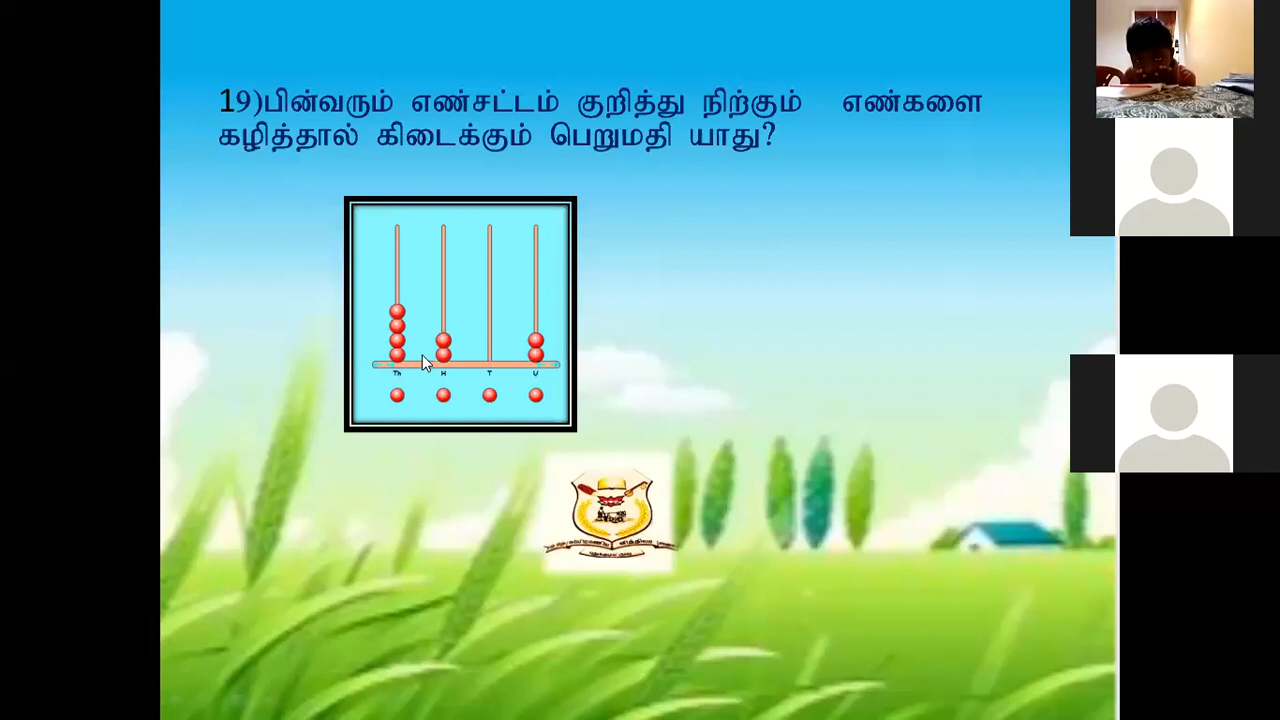 19)பின்வரும் எண்சட்டம் குறித்து நிற்கும் எண்களை
கழித்தால் கிடைக்கும் பெறுமதி யாது?
Th H T U